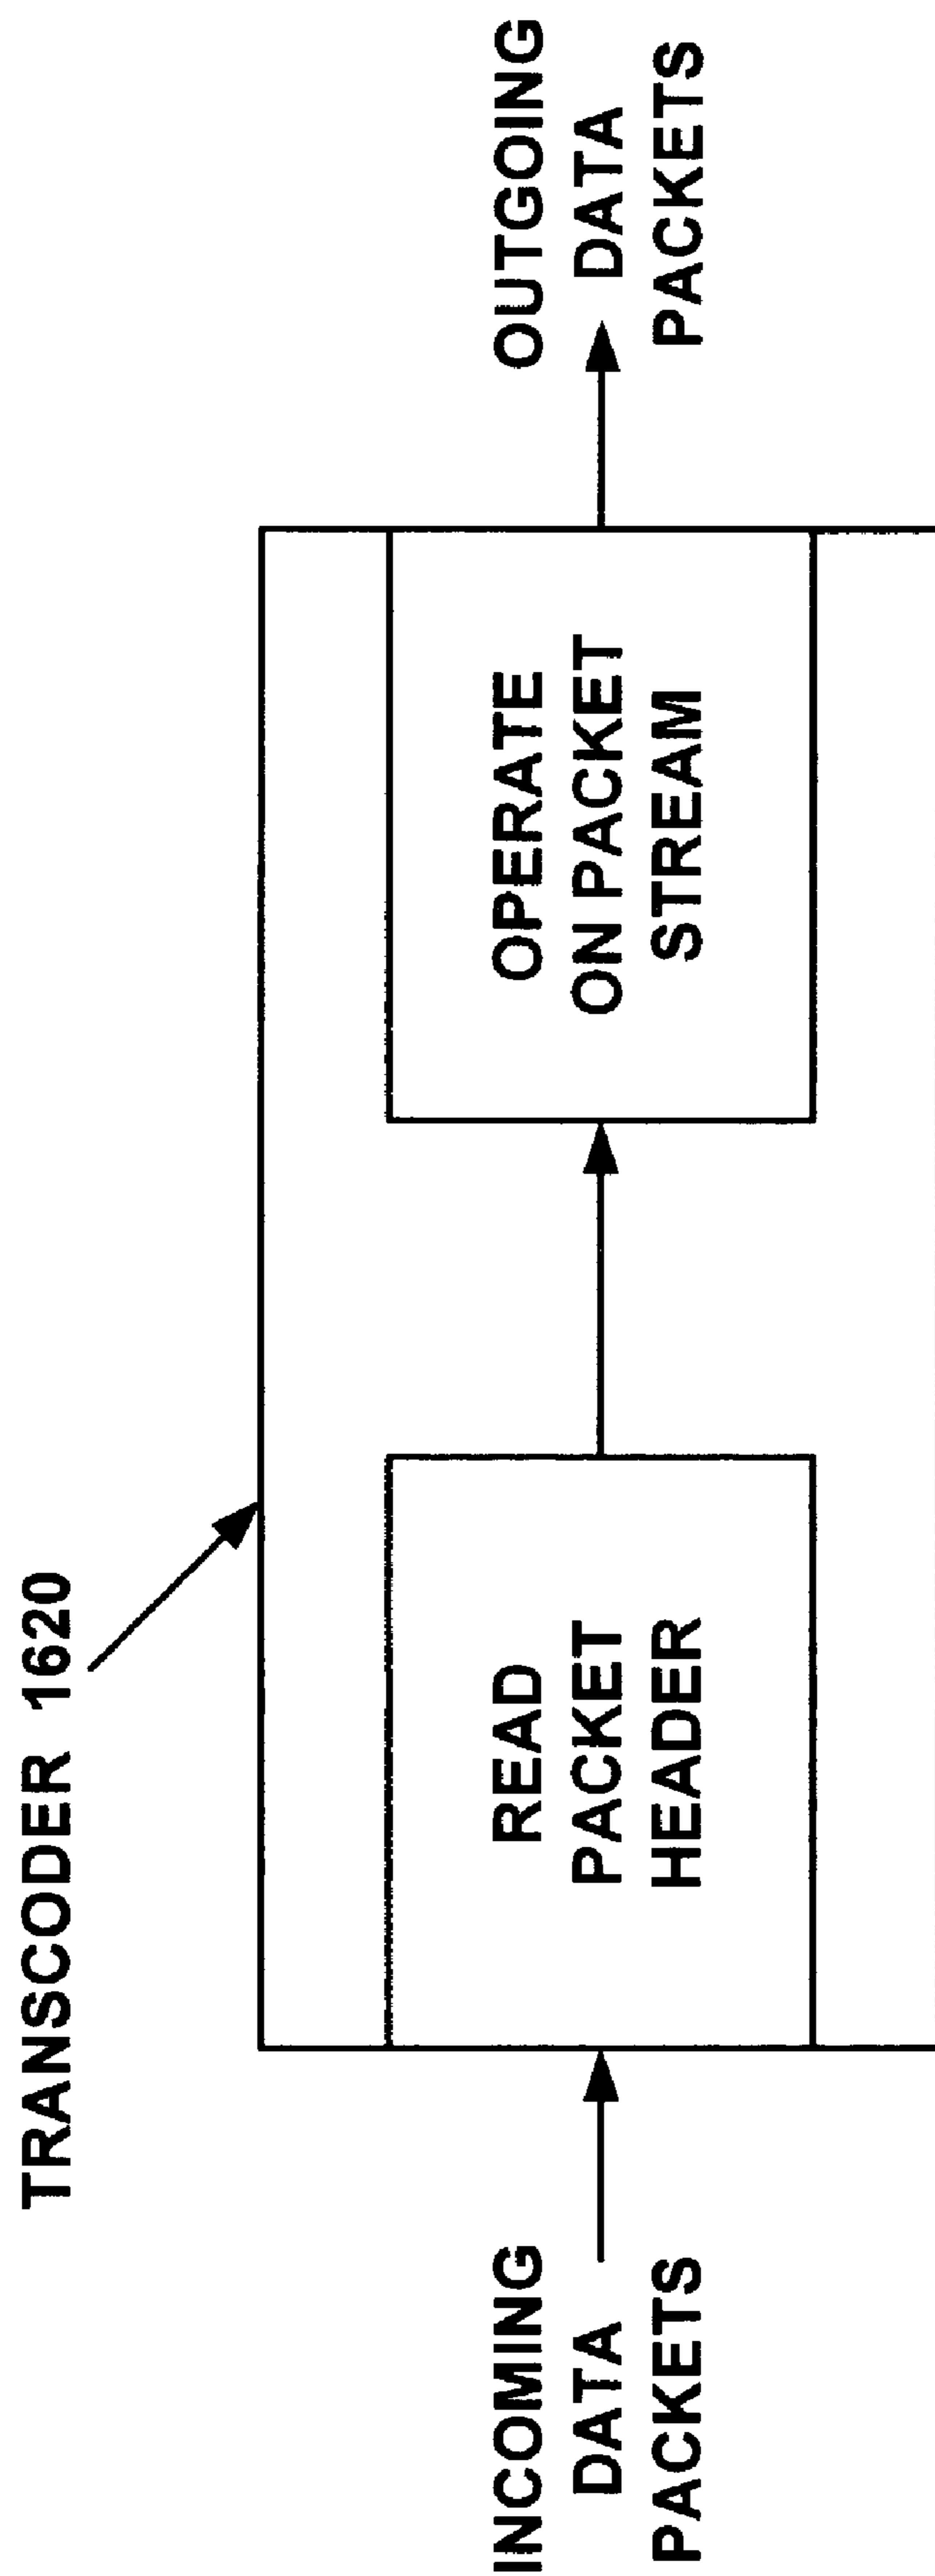 TRANSCODER 1620
INCOMING
DATA
PACKETS
READ
PACKET
HEADER
OPERATE
ON PACKET
STREAM
OUTGOING
DATA
PACKETS